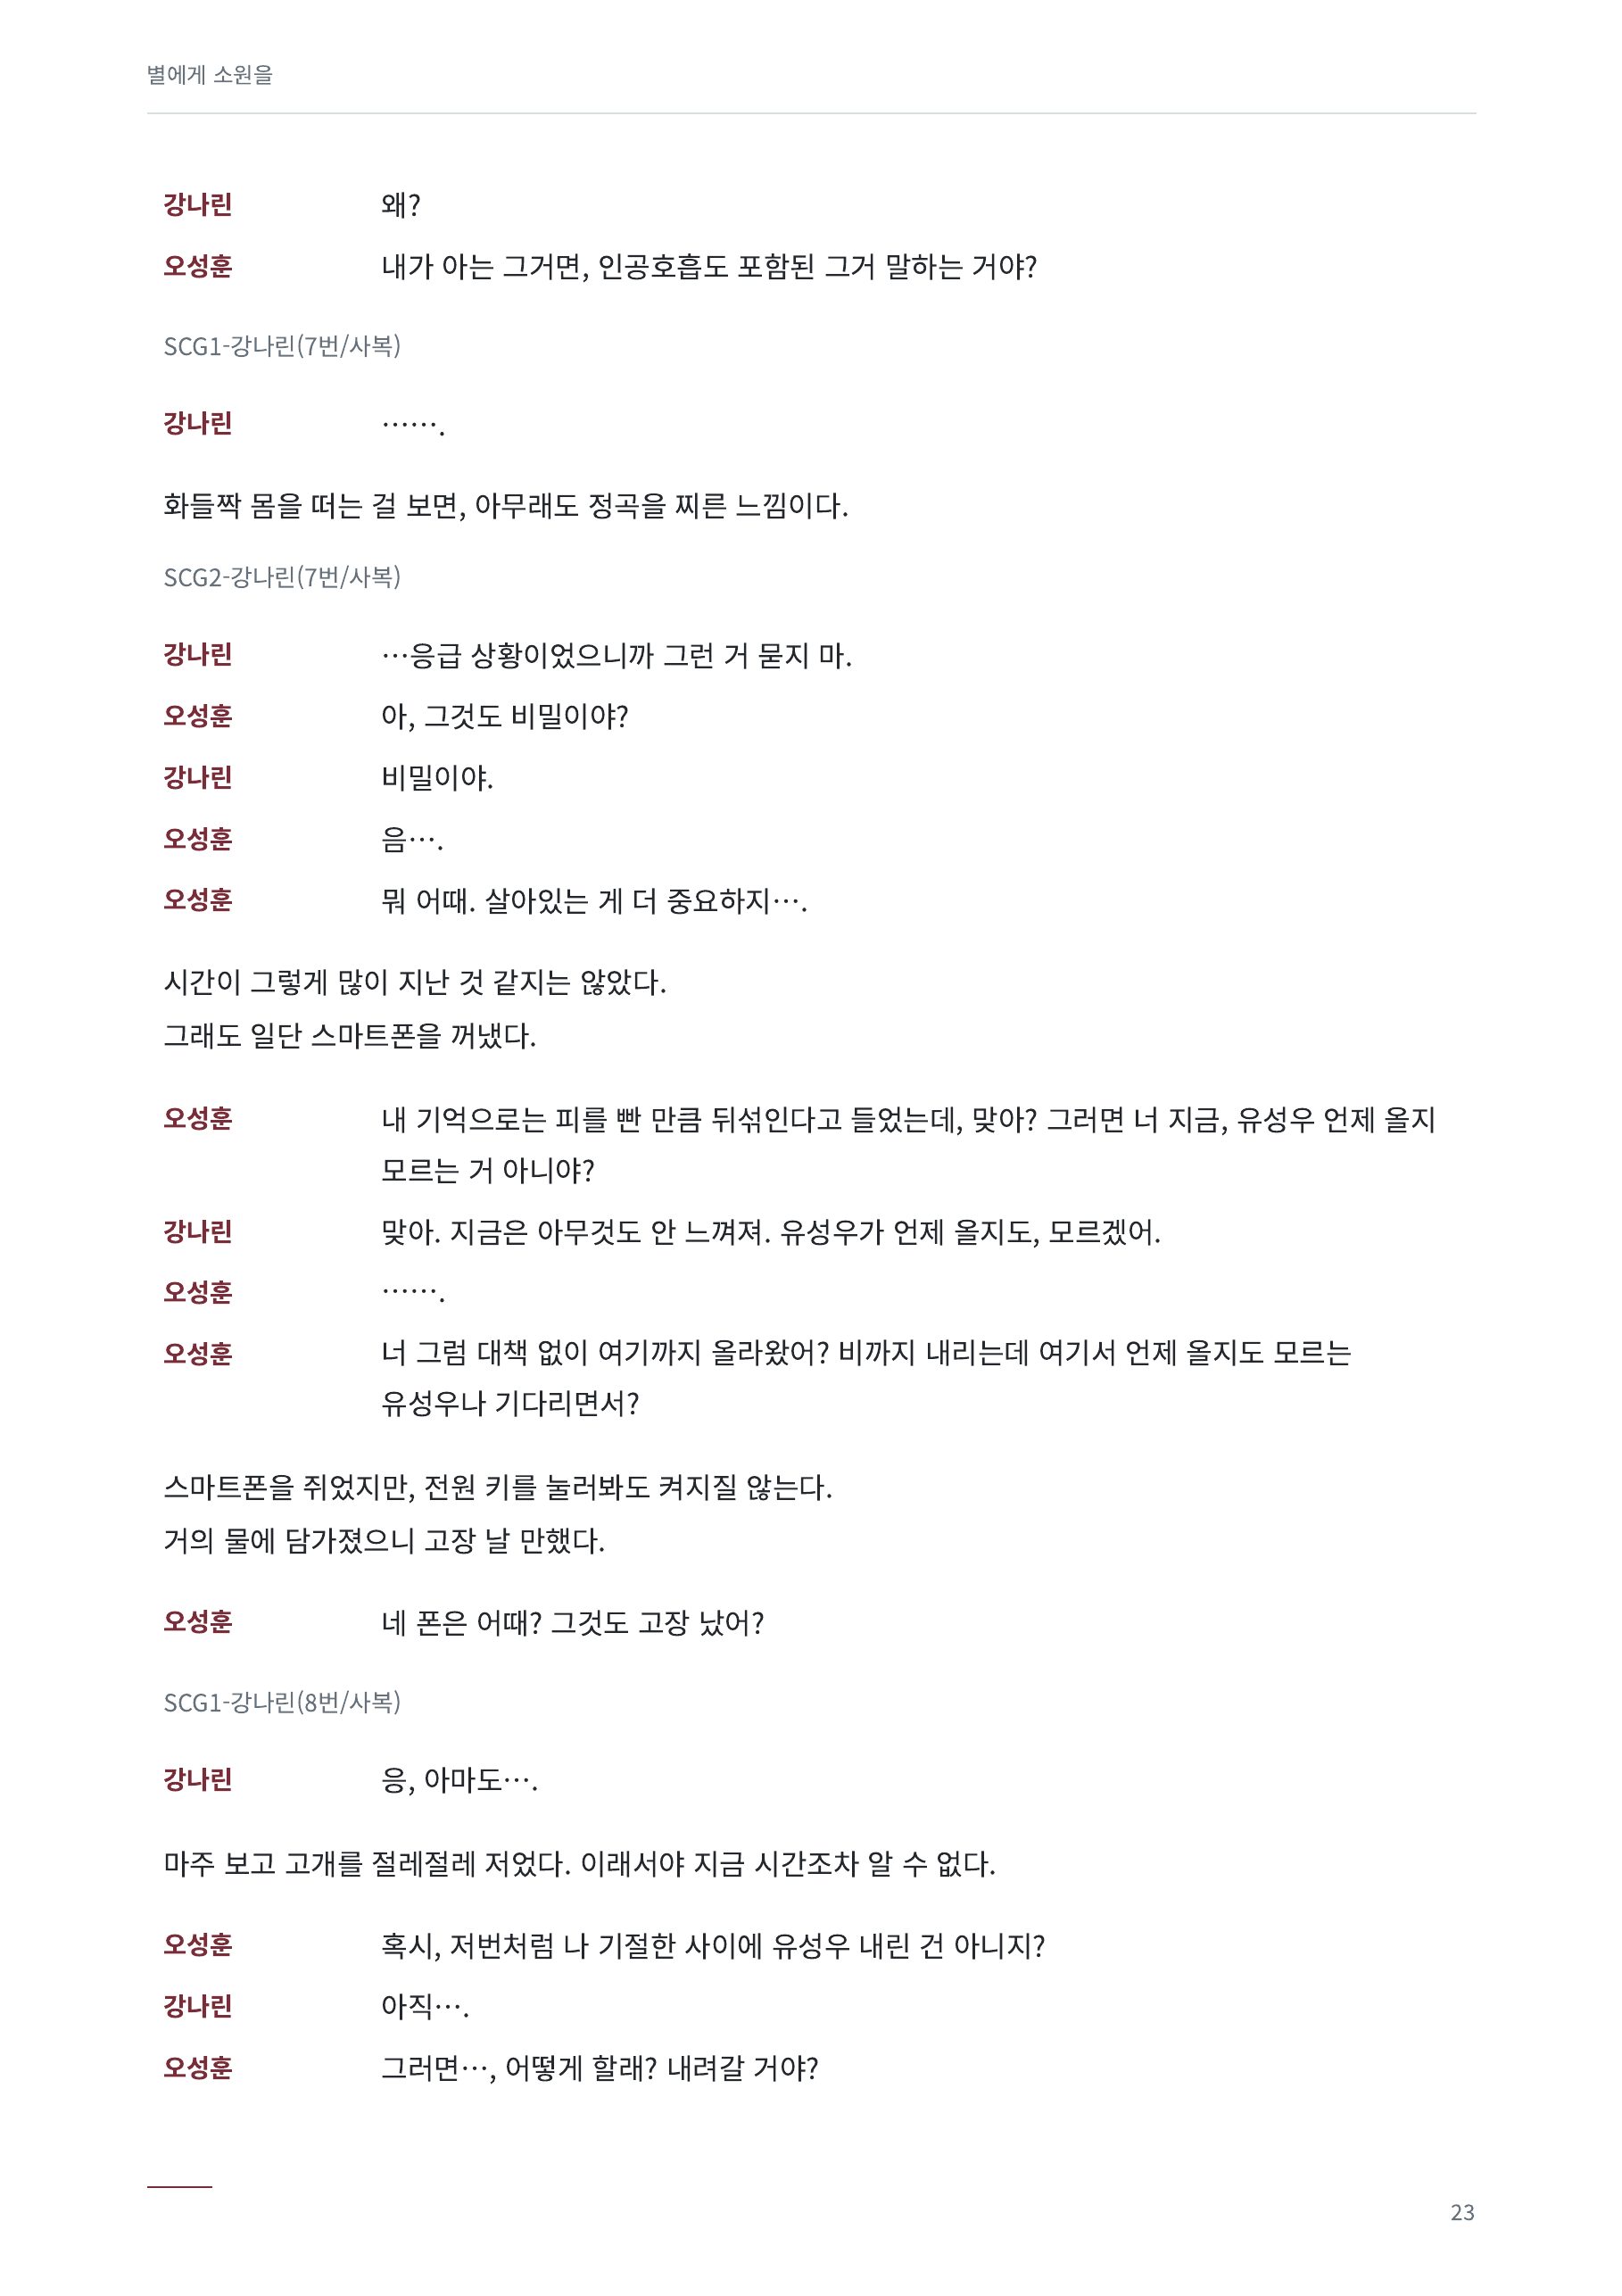 별에게 소원을
강나린 왜?
오성훈 내가 아는 그거면, 인공호흡도 포함된 그거 말하는 거야?
SCG1-강나린(7번/사복)
강나린 …….
화들짝 몸을 떠는 걸 보면, 아무래도 정곡을 찌른 느낌이다.
SCG2-강나린(7번/사복)
강나린 …응급 상황이었으니까 그런 거 묻지 마.
오성훈 아, 그것도 비밀이야?
강나린 비밀이야.
오성훈 음….
오성훈 뭐 어때. 살아있는 게 더 중요하지….
시간이 그렇게 많이 지난 것 같지는 않았다.
그래도 일단 스마트폰을 꺼냈다.
오성훈 내 기억으로는 피를 빤 만큼 뒤섞인다고 들었는데, 맞아? 그러면 너 지금, 유성우 언제 올지
모르는 거 아니야?
강나린 맞아. 지금은 아무것도 안 느껴져. 유성우가 언제 올지도, 모르겠어.
오성훈 …….
오성훈 너 그럼 대책 없이 여기까지 올라왔어? 비까지 내리는데 여기서 언제 올지도 모르는
유성우나 기다리면서?
스마트폰을 쥐었지만, 전원 키를 눌러봐도 켜지질 않는다.
거의 물에 담가졌으니 고장 날 만했다.
오성훈 네 폰은 어때? 그것도 고장 났어?
SCG1-강나린(8번/사복)
강나린 응, 아마도….
마주 보고 고개를 절레절레 저었다. 이래서야 지금 시간조차 알 수 없다.
오성훈 혹시, 저번처럼 나 기절한 사이에 유성우 내린 건 아니지?
강나린 아직….
오성훈 그러면…, 어떻게 할래? 내려갈 거야?
23